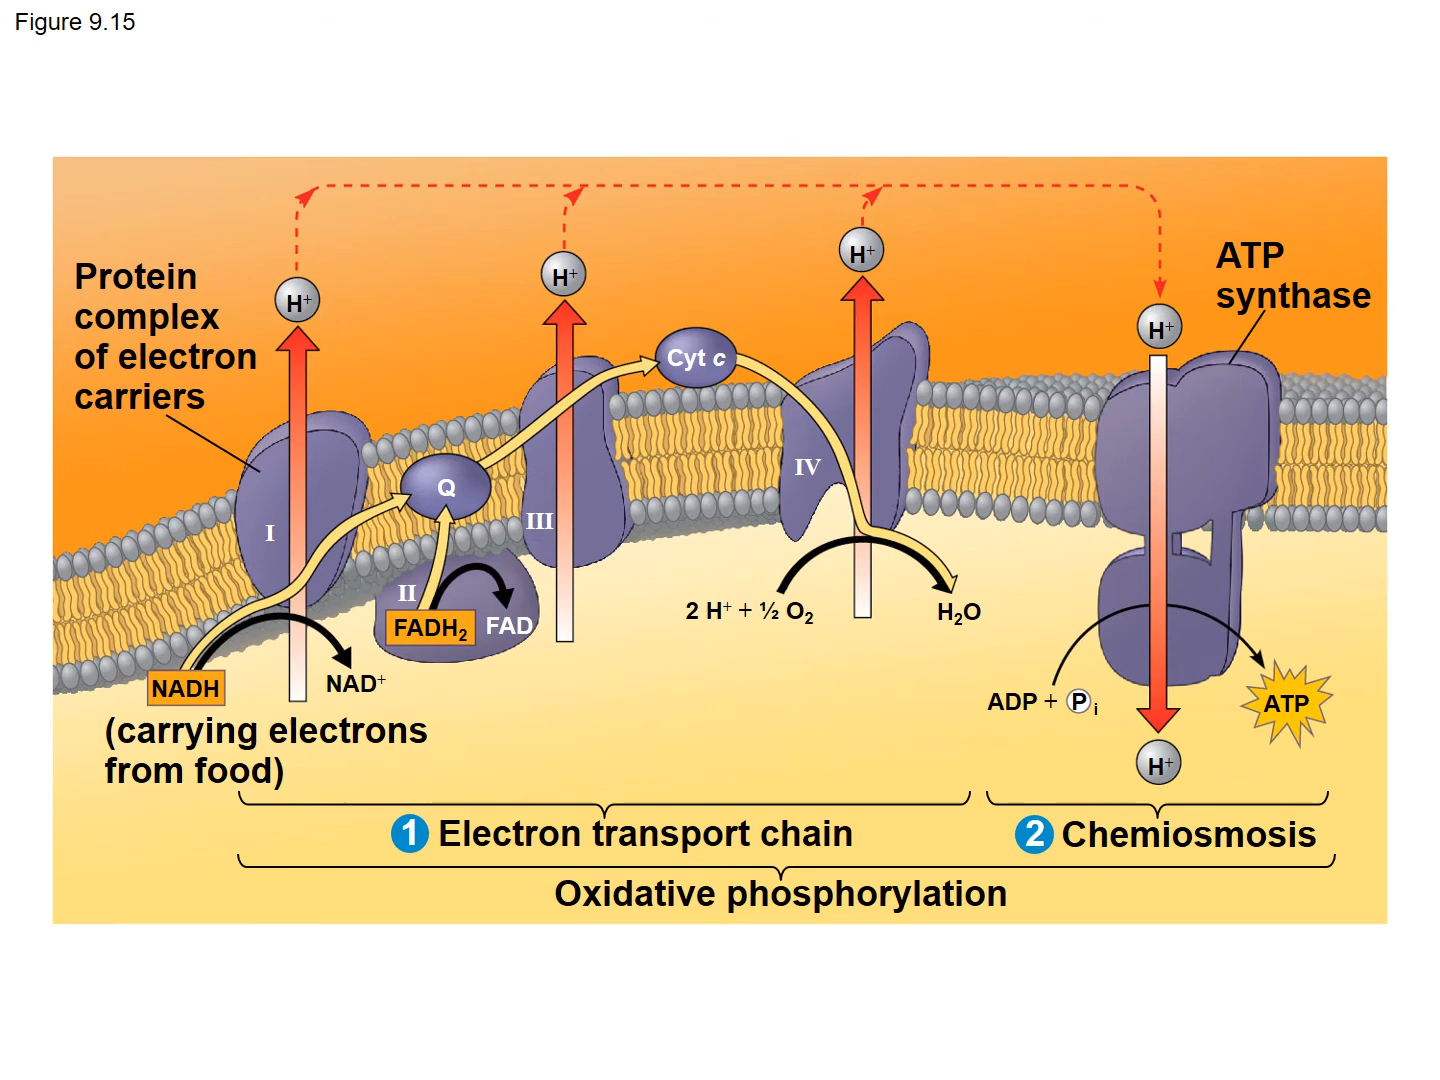 Figure 9.15
Protein
complex
of electron
carriers
H⁺
H⁺
H⁺
ATP
synthase
H⁺
Cyt c
Q
I
III
IV
II
FADH₂
FAD
2 H⁺ + ½ O₂
H₂O
NADH
NAD⁺
(carrying electrons
from food)
ADP + P i
ATP
H⁺
1 Electron transport chain
2 Chemiosmosis
Oxidative phosphorylation